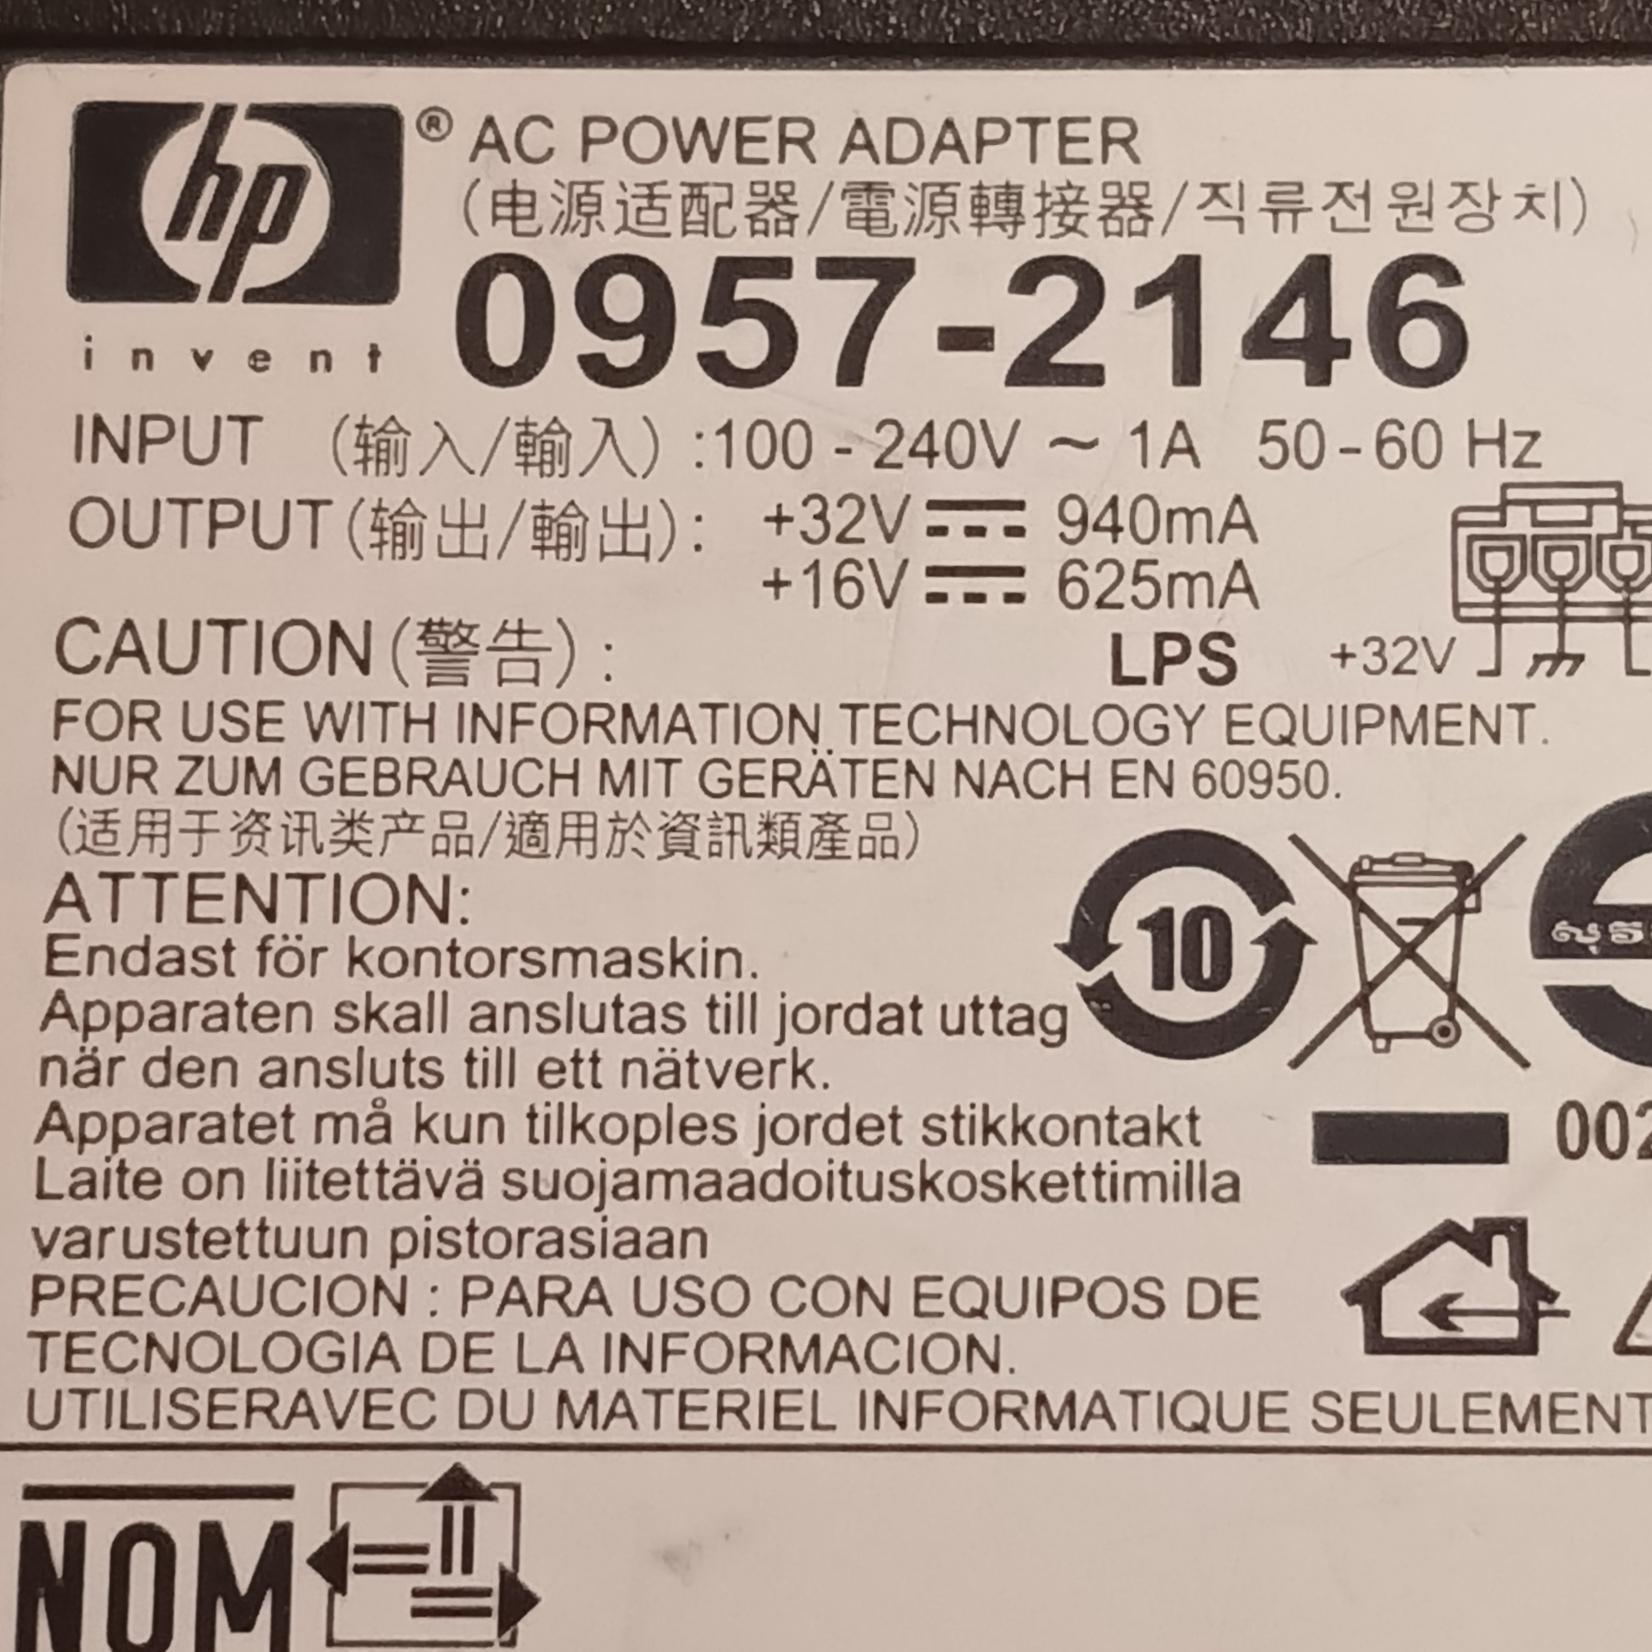 hp ® AC POWER ADAPTER
(电源适配器/電源轉接器/직류전원장치)
invent 0957-2146
INPUT (输入/輸入) :100 - 240V ~ 1A 50-60 Hz
OUTPUT(输出/輸出): +32V 940mA
+16V 625mA
CAUTION(警告): LPS +32V
FOR USE WITH INFORMATION TECHNOLOGY EQUIPMENT.
NUR ZUM GEBRAUCH MIT GERÄTEN NACH EN 60950.
(适用于资讯类产品/適用於資訊類產品)
ATTENTION:
Endast för kontorsmaskin.
10
Apparaten skall anslutas till jordat uttag
när den ansluts till ett nätverk.
Apparatet må kun tilkoples jordet stikkontakt
002
Laite on liitettävä suojamaadoituskoskettimilla
varustettuun pistorasiaan
PRECAUCION : PARA USO CON EQUIPOS DE
TECNOLOGIA DE LA INFORMACION.
UTILISERAVEC DU MATERIEL INFORMATIQUE SEULEMENT
NOM